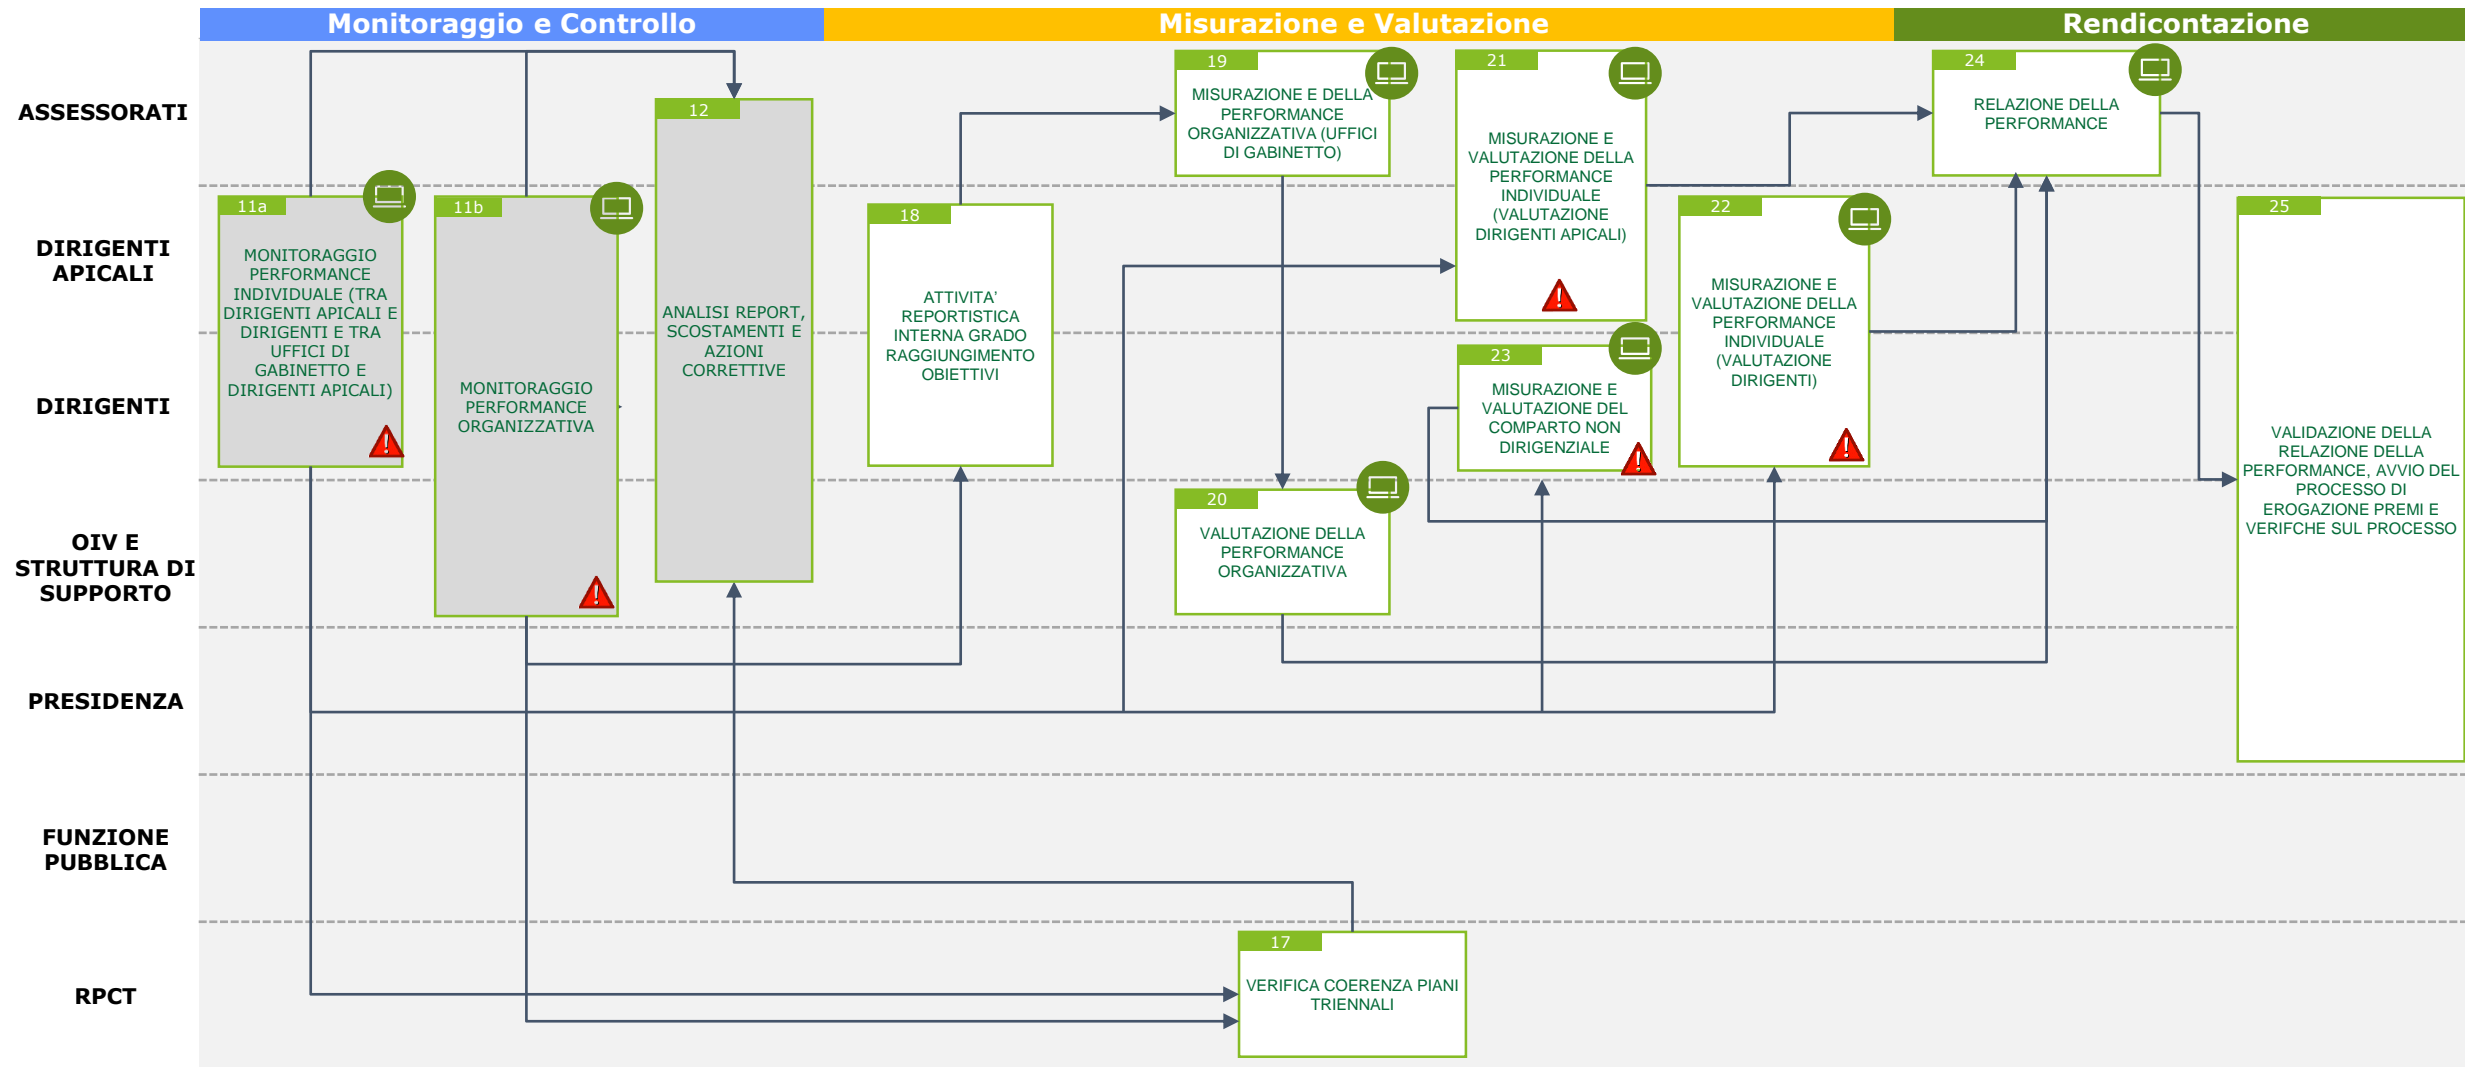 Monitoraggio e Controllo
Misurazione e Valutazione
Rendicontazione
ASSESSORATI
DIRIGENTI
APICALI
DIRIGENTI
OIV E
STRUTTURA DI
SUPPORTO
PRESIDENZA
FUNZIONE
PUBBLICA
RPCT
11a
MONITORAGGIO
PERFORMANCE
INDIVIDUALE (TRA
DIRIGENTI APICALI E
DIRIGENTI E TRA
UFFICI DI
GABINETTO E
DIRIGENTI APICALI)
11b
MONITORAGGIO
PERFORMANCE
ORGANIZZATIVA
12
ANALISI REPORT,
SCOSTAMENTI E
AZIONI
CORRETTIVE
18
ATTIVITA'
REPORTISTICA
INTERNA GRADO
RAGGIUNGIMENTO
OBIETTIVI
19
MISURAZIONE E DELLA
PERFORMANCE
ORGANIZZATIVA (UFFICI
DI GABINETTO)
20
VALUTAZIONE DELLA
PERFORMANCE
ORGANIZZATIVA
21
MISURAZIONE E
VALUTAZIONE DELLA
PERFORMANCE
INDIVIDUALE
(VALUTAZIONE
DIRIGENTI APICALI)
23
MISURAZIONE E
VALUTAZIONE DEL
COMPARTO NON
DIRIGENZIALE
22
MISURAZIONE E
VALUTAZIONE DELLA
PERFORMANCE
INDIVIDUALE
(VALUTAZIONE
DIRIGENTI)
24
RELAZIONE DELLA
PERFORMANCE
25
VALIDAZIONE DELLA
RELAZIONE DELLA
PERFORMANCE, AVVIO DEL
PROCESSO DI
EROGAZIONE PREMI E
VERIFCHE SUL PROCESSO
17
VERIFICA COERENZA PIANI
TRIENNALI